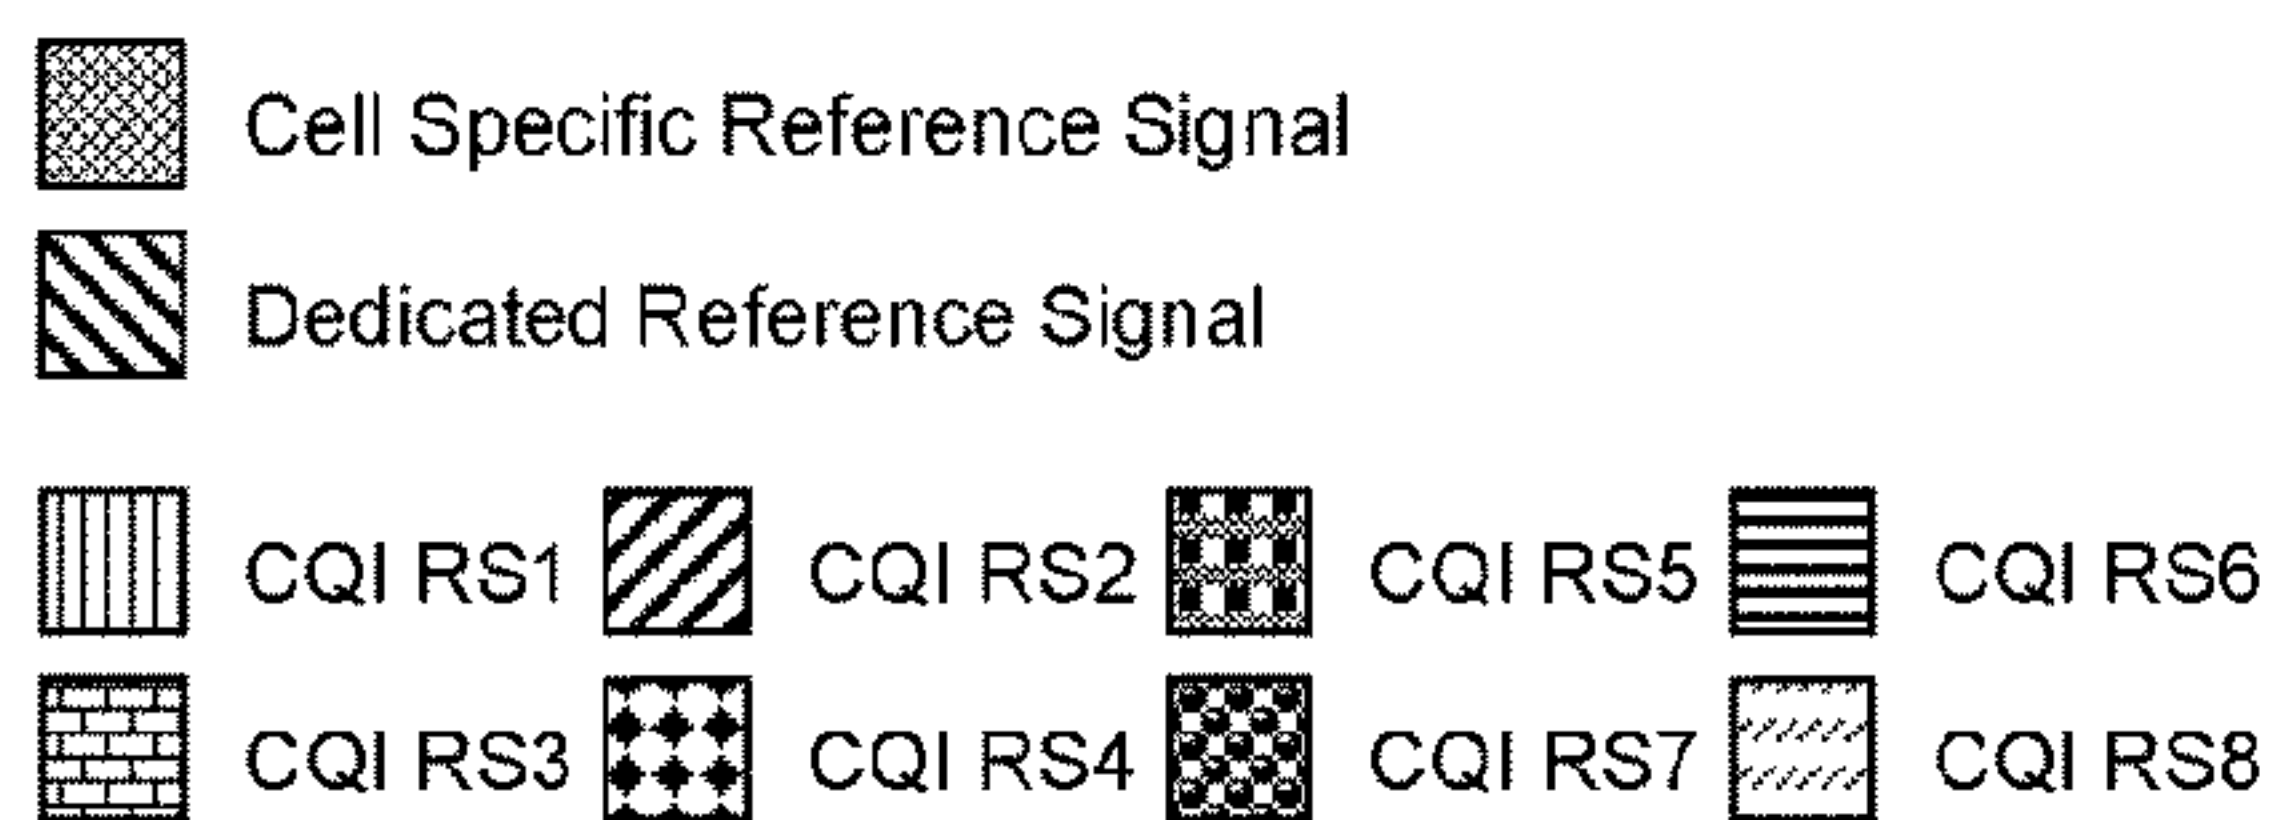 Cell Specific Reference Signal
Dedicated Reference Signal
CQI RS1 CQI RS2 CQI RS5 CQI RS6
CQI RS3 CQI RS4 CQI RS7 CQI RS8